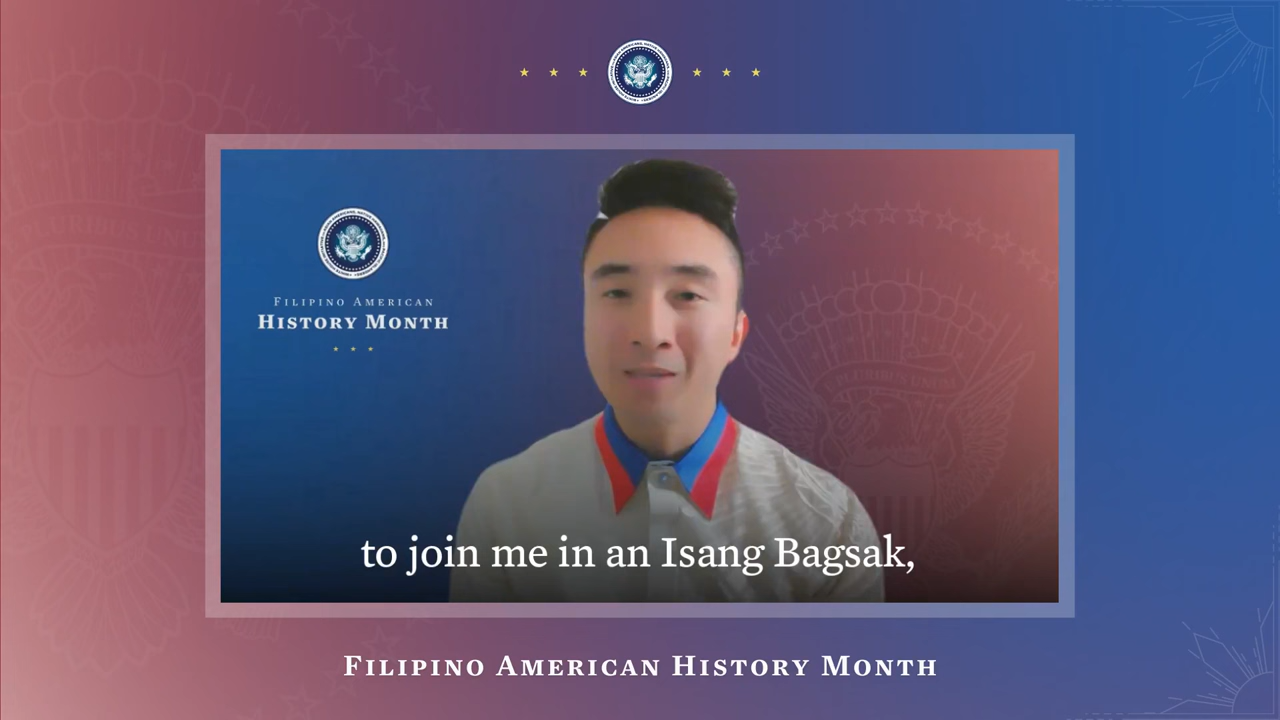 Filipino American
History Month
to join me in an Isang Bagsak,
Filipino American History Month